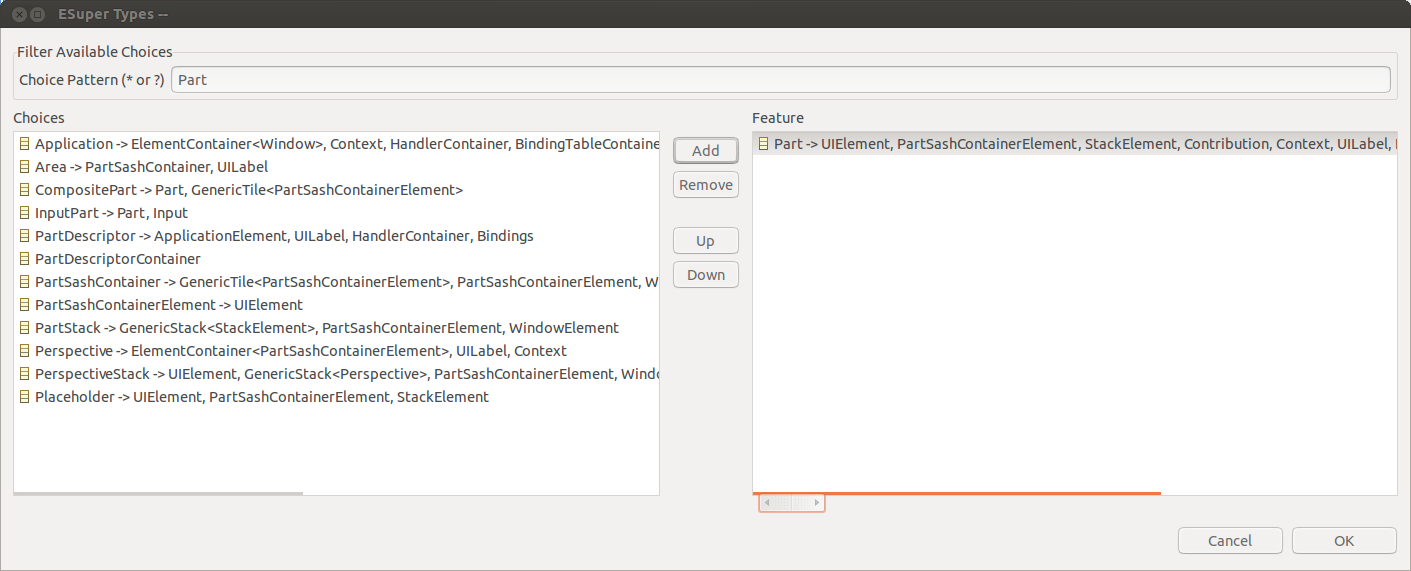 ESuper Types --
Filter Available Choices
Choice Pattern (* or ?) Part
Choices
Application -> ElementContainer<Window>, Context, HandlerContainer, BindingTableContaine
Area -> PartSashContainer, UILabel
CompositePart -> Part, GenericTile<PartSashContainerElement>
InputPart -> Part, Input
PartDescriptor -> ApplicationElement, UILabel, HandlerContainer, Bindings
PartDescriptorContainer
PartSashContainer -> GenericTile<PartSashContainerElement>, PartSashContainerElement, W
PartSashContainerElement -> UIElement
PartStack -> GenericStack<StackElement>, PartSashContainerElement, WindowElement
Perspective -> ElementContainer<PartSashContainerElement>, UILabel, Context
PerspectiveStack -> UIElement, GenericStack<Perspective>, PartSashContainerElement, Windo
Placeholder -> UIElement, PartSashContainerElement, StackElement
Add
Remove
Up
Down
Feature
Part -> UIElement, PartSashContainerElement, StackElement, Contribution, Context, UILabel,
Cancel
OK